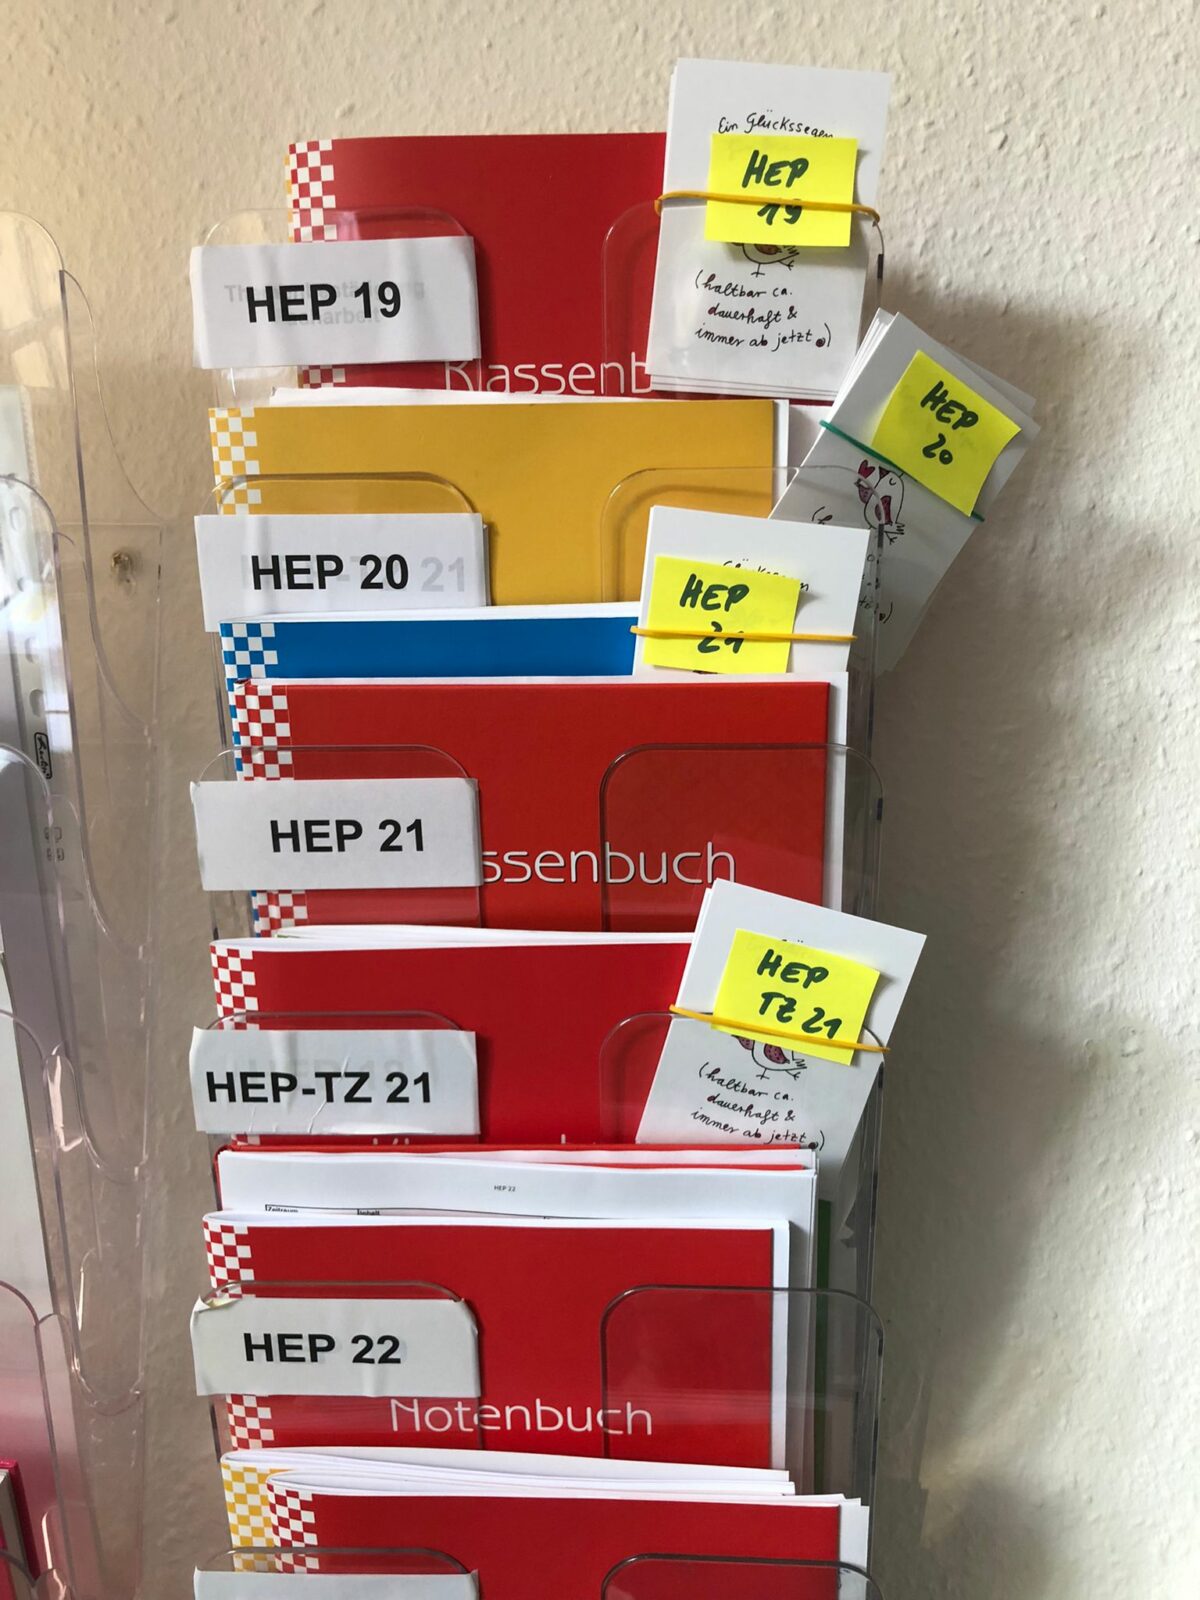 Ein Glückssegen
HEP
19
(haltbar ca.
dauerhaft &
immer ab jetzt.)
HEP 19
Klassenb
HEP
20
HEP 20
21
HEP
21
HEP 21
ssenbuch
HEP
TZ 21
(haltbar ca.
dauerhaft &
immer ab jetzt.)
HEP-TZ 21
HEP 22
Zeitraum
Inhalt
HEP 22
Notenbuch